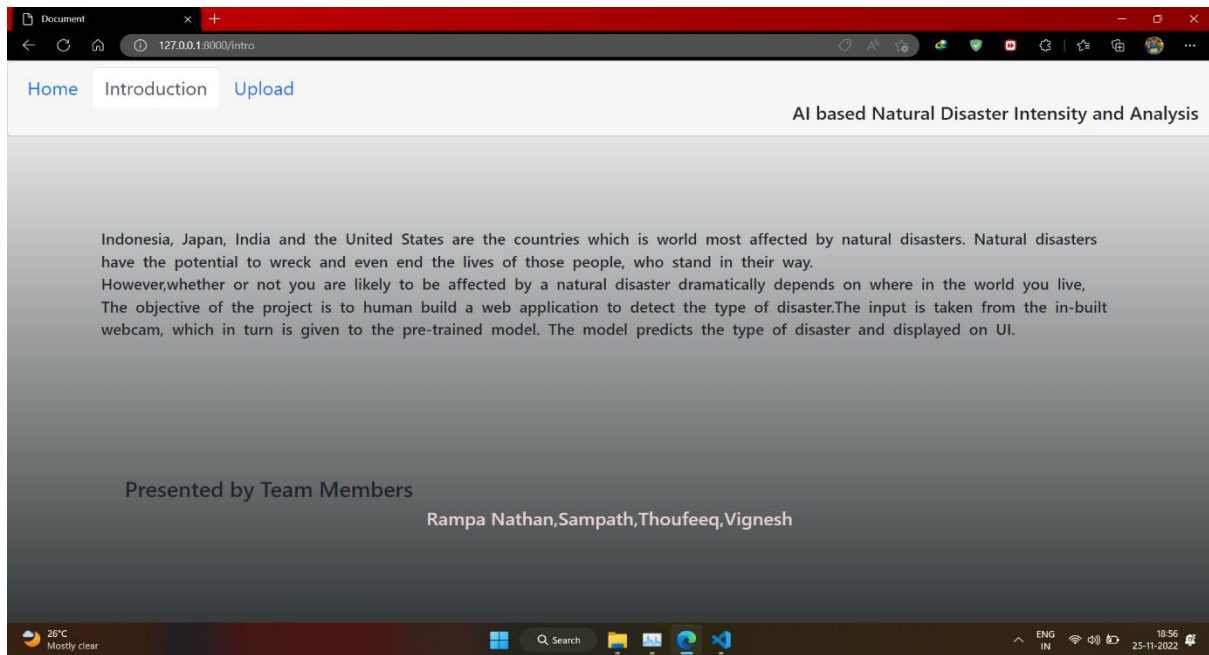 Document
127.0.0.1:8000/intro
Home Introduction Upload
AI based Natural Disaster Intensity and Analysis
Indonesia, Japan, India and the United States are the countries which is world most affected by natural disasters. Natural disasters
have the potential to wreck and even end the lives of those people, who stand in their way.
However,whether or not you are likely to be affected by a natural disaster dramatically depends on where in the world you live,
The objective of the project is to human build a web application to detect the type of disaster.The input is taken from the in-built
webcam, which in turn is given to the pre-trained model. The model predicts the type of disaster and displayed on UI.
Presented by Team Members
Rampa Nathan,Sampath,Thoufeeq,Vignesh
26°C
Mostly clear
Search
ENG
IN
18:56
25-11-2022